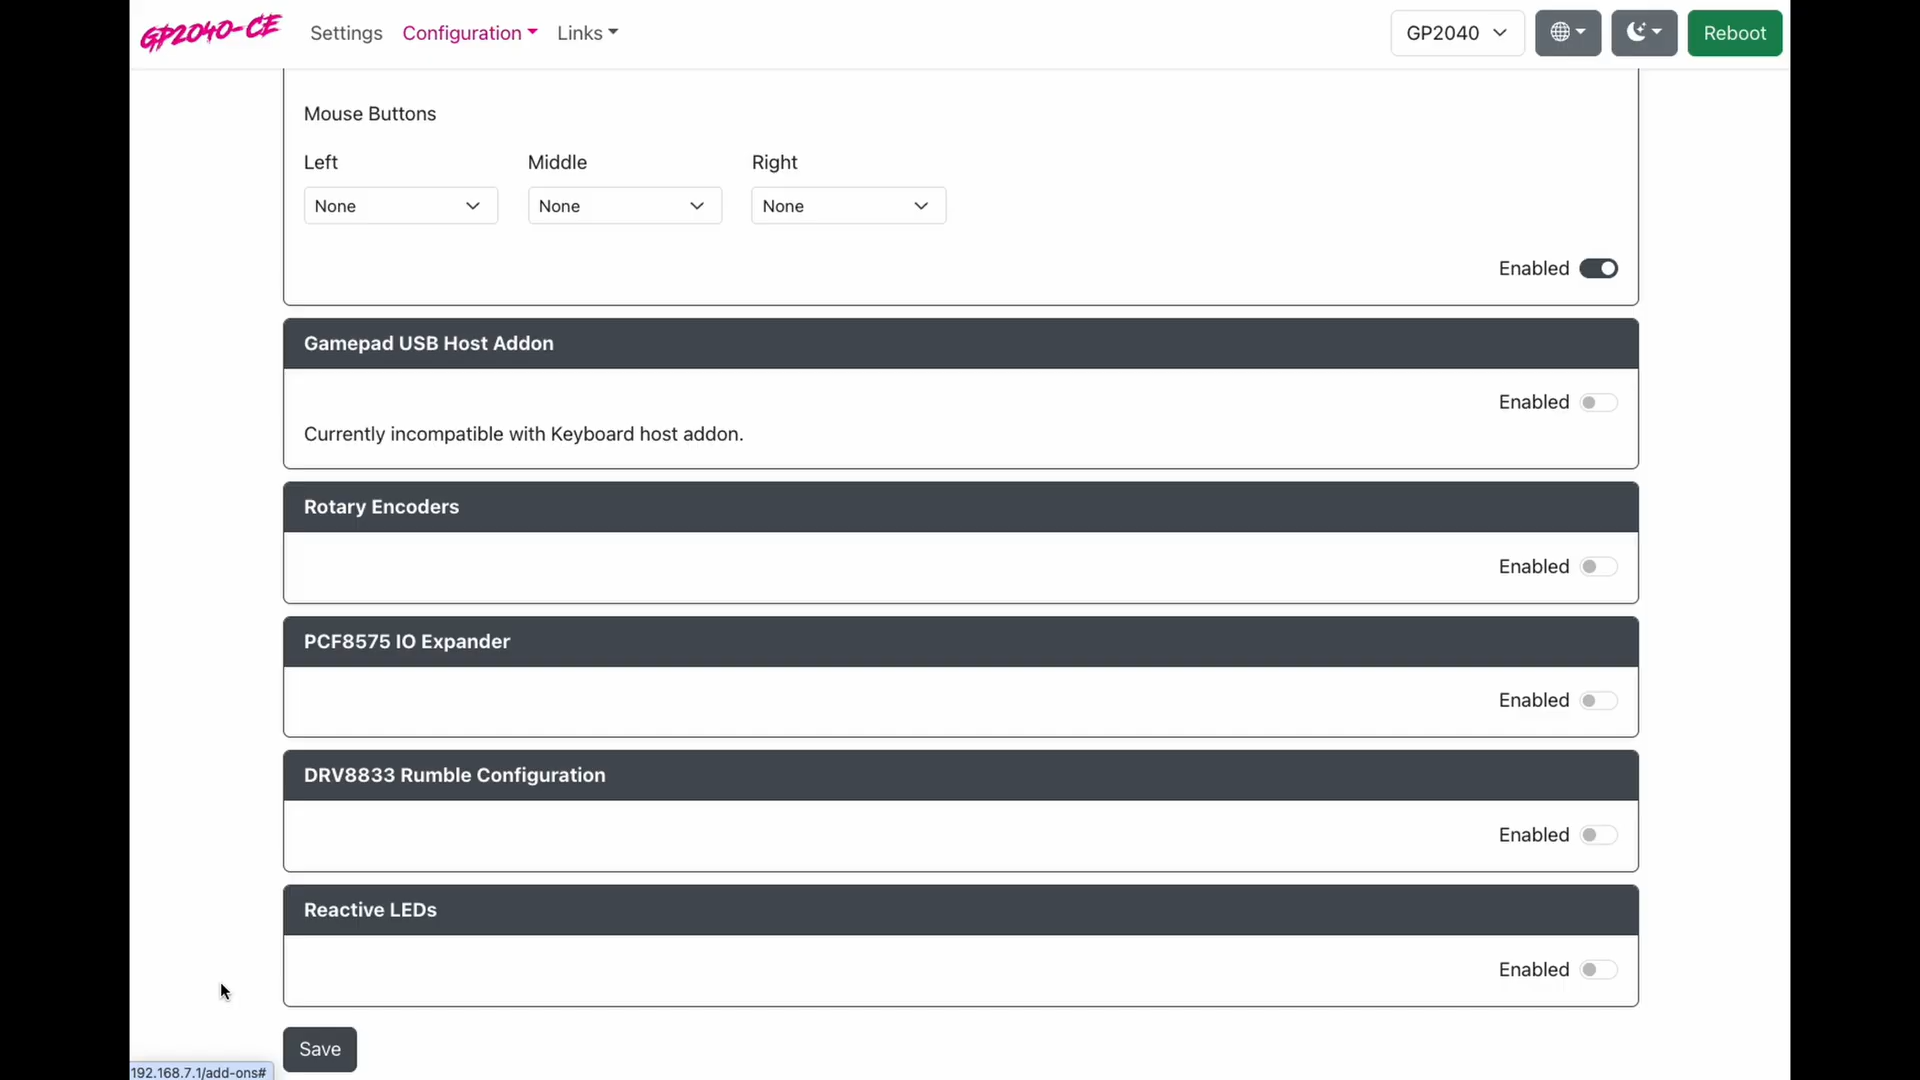 GP2040-CE Settings Configuration Links GP2040 Reboot
Mouse Buttons
Left Middle Right
None None None
Enabled
Gamepad USB Host Addon
Enabled
Currently incompatible with Keyboard host addon.
Rotary Encoders
Enabled
PCF8575 IO Expander
Enabled
DRV8833 Rumble Configuration
Enabled
Reactive LEDs
Enabled
Save
192.168.7.1/add-ons#